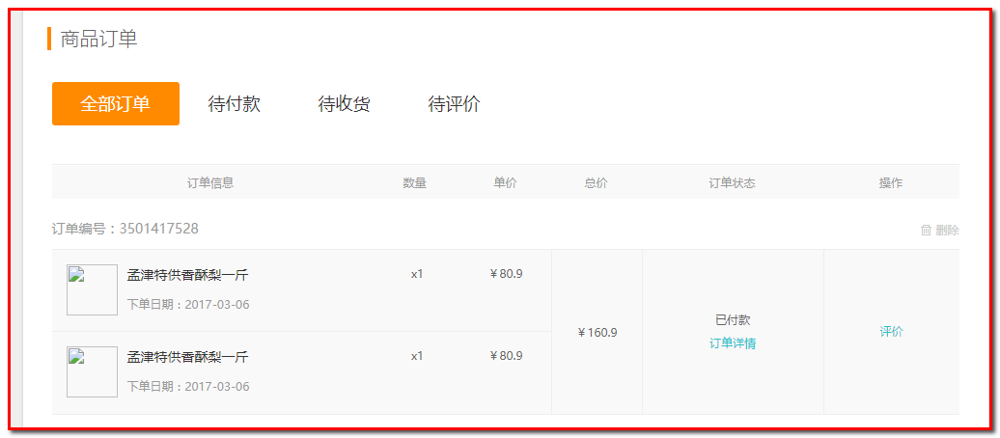 商品订单
全部订单 待付款 待收货 待评价
订单信息 数量 单价 总价 订单状态 操作
订单编号：3501417528 删除
孟津特供香酥梨一斤 x1 ￥80.9
下单日期：2017-03-06
￥160.9 已付款 评价
订单详情
孟津特供香酥梨一斤 x1 ￥80.9
下单日期：2017-03-06